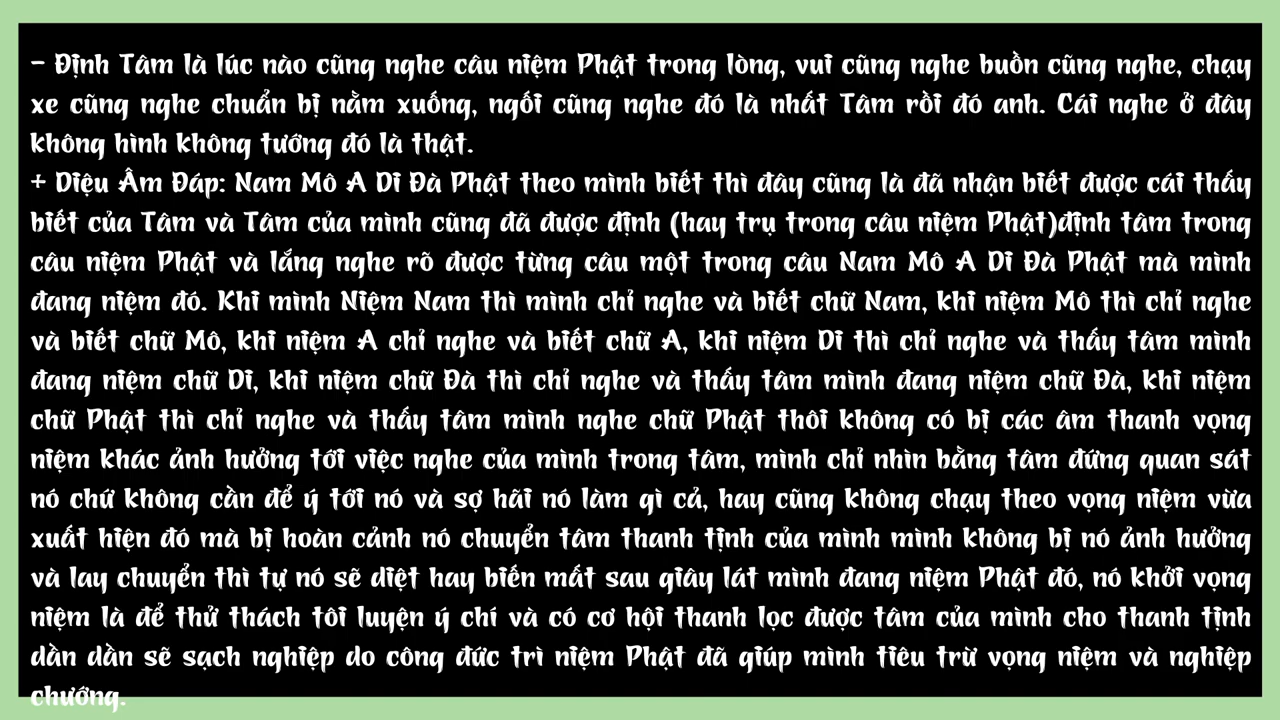 - Định Tâm là lúc nào cũng nghe câu niệm Phật trong lòng, vui cũng nghe buồn cũng nghe, chạy
xe cũng nghe chuẩn bị nằm xuống, ngối cũng nghe đó là nhất Tâm rồi đó anh. Cái nghe ở đây
không hình không tướng đó là thật.
+ Diệu Âm Đáp: Nam Mô A Di Đà Phật theo mình biết thì đây cũng là đã nhận biết được cái thấy
biết của Tâm và Tâm của mình cũng đã được định (hay trụ trong câu niệm Phật)định tâm trong
câu niệm Phật và lắng nghe rõ được từng câu một trong câu Nam Mô A Di Đà Phật mà mình
đang niệm đó. Khi mình Niệm Nam thì mình chỉ nghe và biết chữ Nam, khi niệm Mô thì chỉ nghe
và biết chữ Mô, khi niệm A chỉ nghe và biết chữ A, khi niệm Di thì chỉ nghe và thấy tâm mình
đang niệm chữ Di, khi niệm chữ Đà thì chỉ nghe và thấy tâm mình đang niệm chữ Đà, khi niệm
chữ Phật thì chỉ nghe và thấy tâm mình nghe chữ Phật thôi không có bị các âm thanh vọng
niệm khác ảnh hưởng tới việc nghe của mình trong tâm, mình chỉ nhìn bằng tâm đứng quan sát
nó chứ không cần để ý tới nó và sợ hãi nó làm gì cả, hay cũng không chạy theo vọng niệm vừa
xuất hiện đó mà bị hoàn cảnh nó chuyển tâm thanh tịnh của mình mình không bị nó ảnh hưởng
và lay chuyển thì tự nó sẽ diệt hay biến mất sau giây lát mình đang niệm Phật đó, nó khởi vọng
niệm là để thử thách tôi luyện ý chí và có cơ hội thanh lọc được tâm của mình cho thanh tịnh
dần dần sẽ sạch nghiệp do công đức trì niệm Phật đã giúp mình tiêu trừ vọng niệm và nghiệp
chướng.